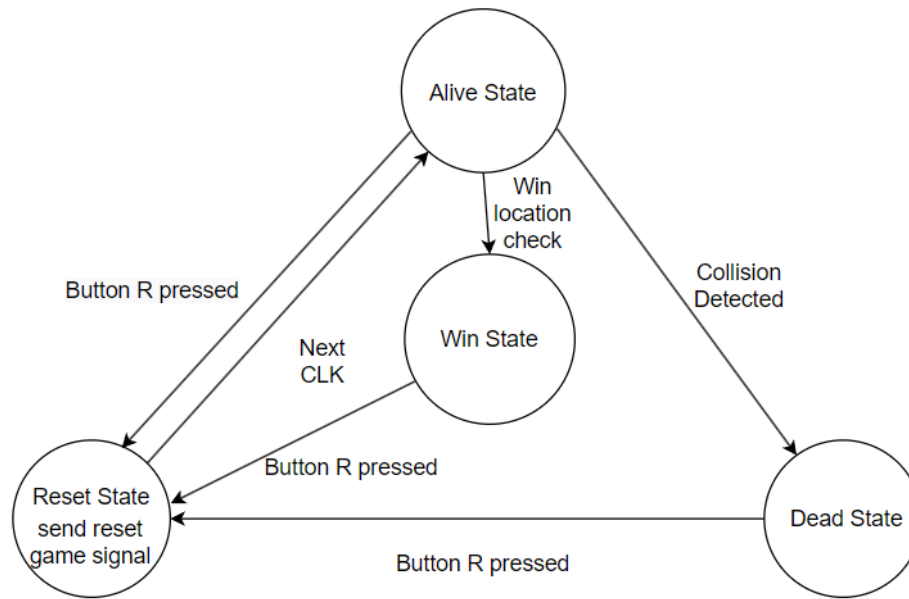 Alive State
Win
location
check
Collision
Detected
Button R pressed
Next
CLK
Win State
Button R pressed
Reset State
send reset
game signal
Dead State
Button R pressed